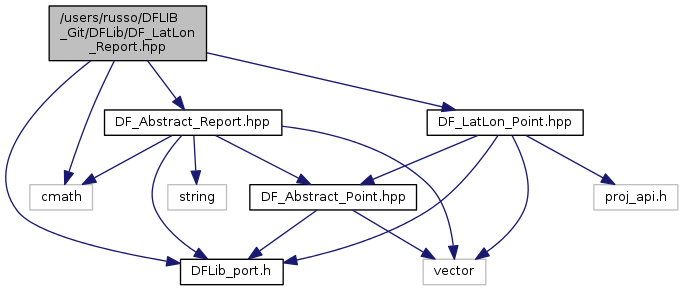 /users/russo/DFLIB
_Git/DFLib/DF_LatLon
_Report.hpp
DF_Abstract_Report.hpp
DF_LatLon_Point.hpp
cmath
string
DF_Abstract_Point.hpp
proj_api.h
DFLib_port.h
vector